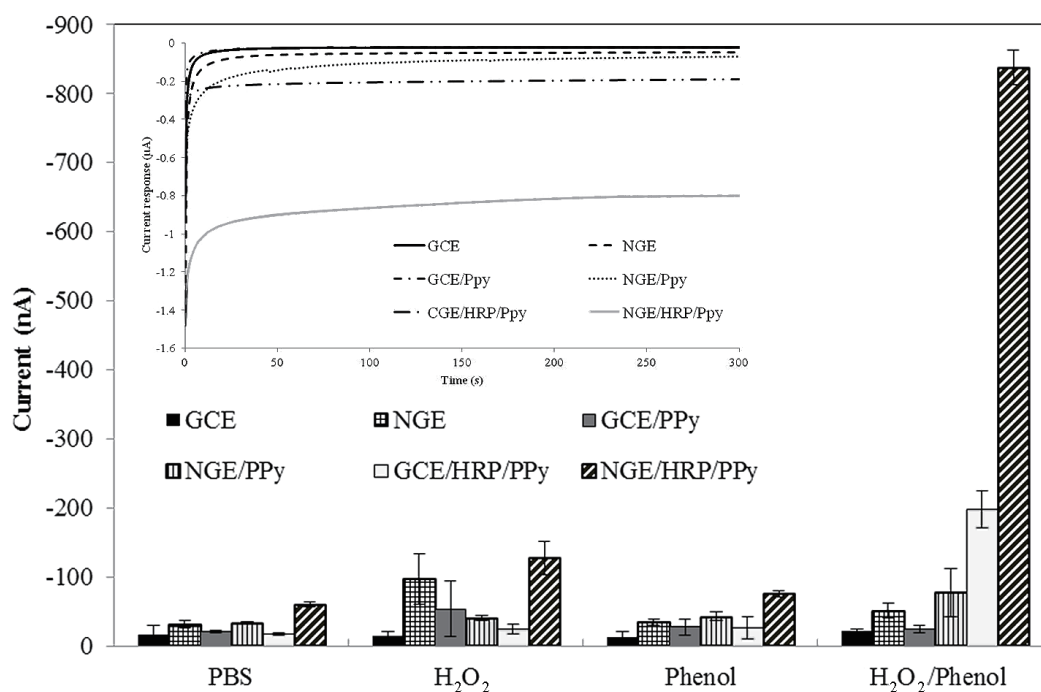 -900
-800
-700
-600
-500
-400
-300
-200
-100
0
Current (nA)
0
-0.2
-0.4
-0.6
-0.8
-1
-1.2
-1.4
-1.6
Current response (µA)
GCE NGE
GCE/Ppy NGE/Ppy
CGE/HRP/Ppy NGE/HRP/Ppy
0 50 100 150 200 250 300
Time (s)
GCE NGE GCE/PPy
NGE/PPy GCE/HRP/PPy NGE/HRP/PPy
PBS H₂O₂ Phenol H₂O₂/Phenol